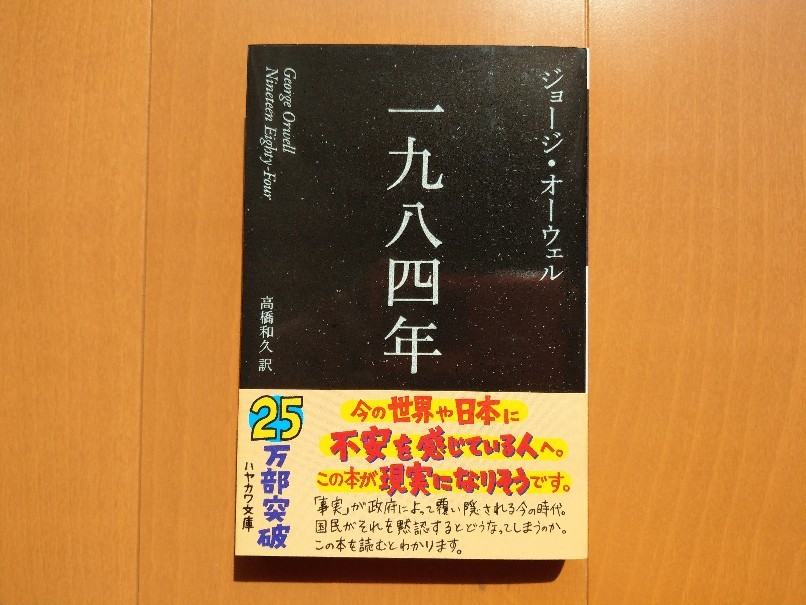 ジョージ・オーウェル
一九八四年
George Orwell
Nineteen Eighty-Four
高橋和久 訳
25
万部突破
ハヤカワ文庫
今の世界や日本に
不安を感じている人へ。
この本が現実になりそうです。
「事実」が政府によって覆い隠される今の時代。
国民がそれを黙認するとどうなってしまうのか。
この本を読むとわかります。